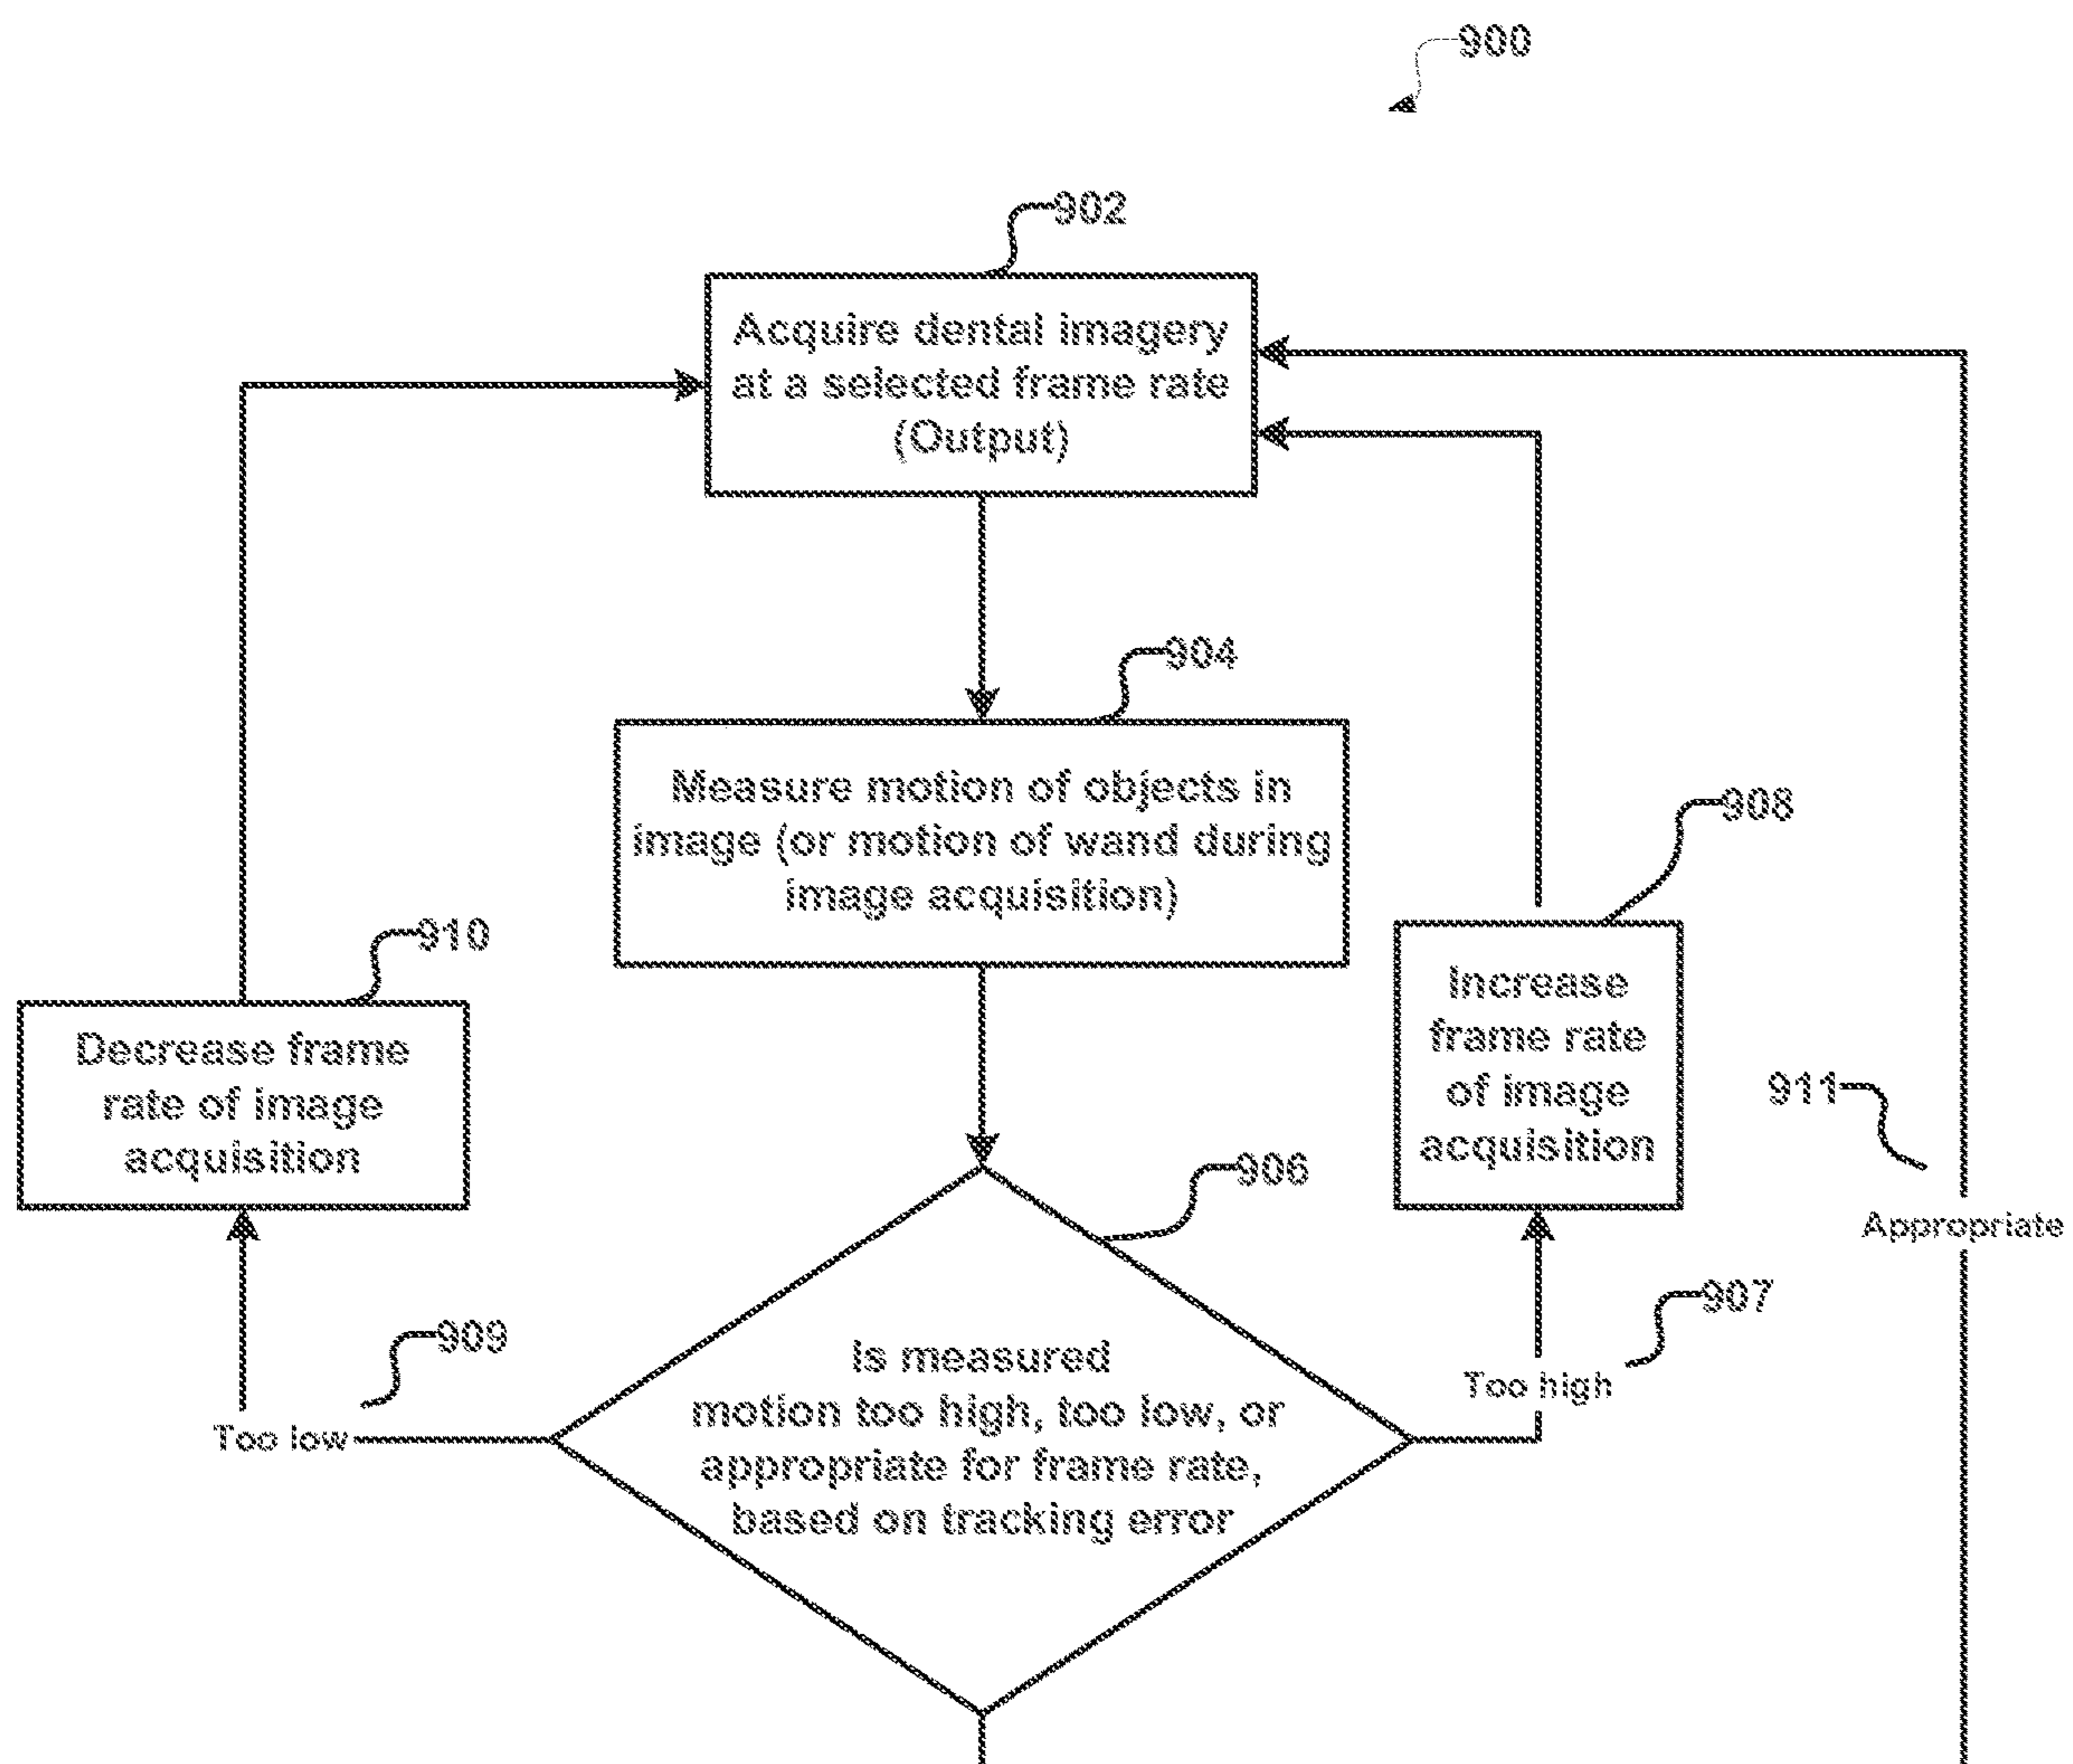 900
902
Acquire dental imagery
at a selected frame rate
(Output)
904
Measure motion of objects in
image (or motion of wand during
image acquisition)
908
910
Increase
frame rate
of image
acquisition
Decrease frame
rate of image
acquisition
911
906
Appropriate
907
909
Is measured
motion too high, too low, or
appropriate for frame rate,
based on tracking error
Too high
Too low